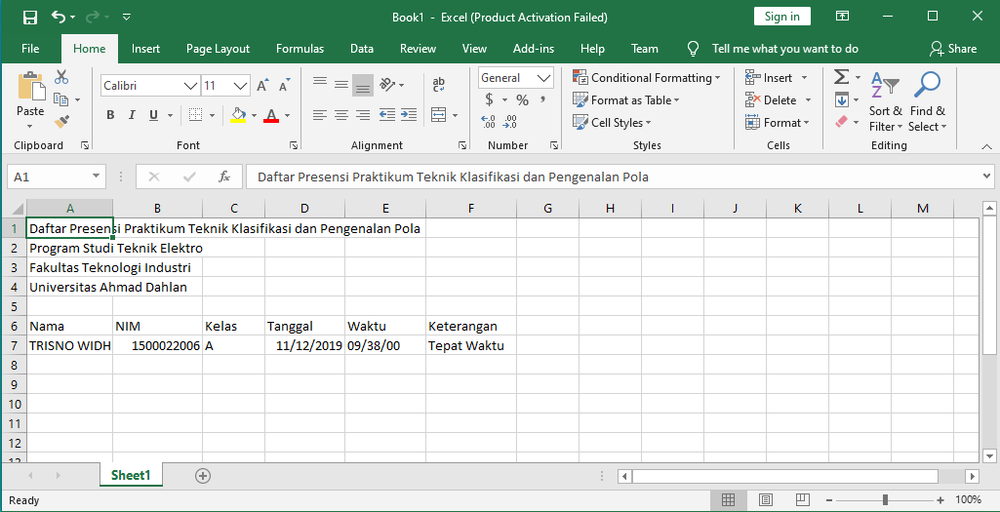 Book1 - Excel (Product Activation Failed)
Sign in
File Home Insert Page Layout Formulas Data Review View Add-ins Help Team Tell me what you want to do Share
Paste
Calibri 11
B I U A
ab
General
$ % ,
Conditional Formatting
Format as Table
Cell Styles
Insert
Delete
Format
Sort & Filter
Find & Select
Clipboard Font Alignment Number Styles Cells Editing
A1 fx Daftar Presensi Praktikum Teknik Klasifikasi dan Pengenalan Pola
A B C D E F G H I J K L M
1 Daftar Presensi Praktikum Teknik Klasifikasi dan Pengenalan Pola
2 Program Studi Teknik Elektro
3 Fakultas Teknologi Industri
4 Universitas Ahmad Dahlan
5
6 Nama NIM Kelas Tanggal Waktu Keterangan
7 TRISNO WIDH 1500022006 A 11/12/2019 09/38/00 Tepat Waktu
8
9
10
11
12
Sheet1
Ready 100%